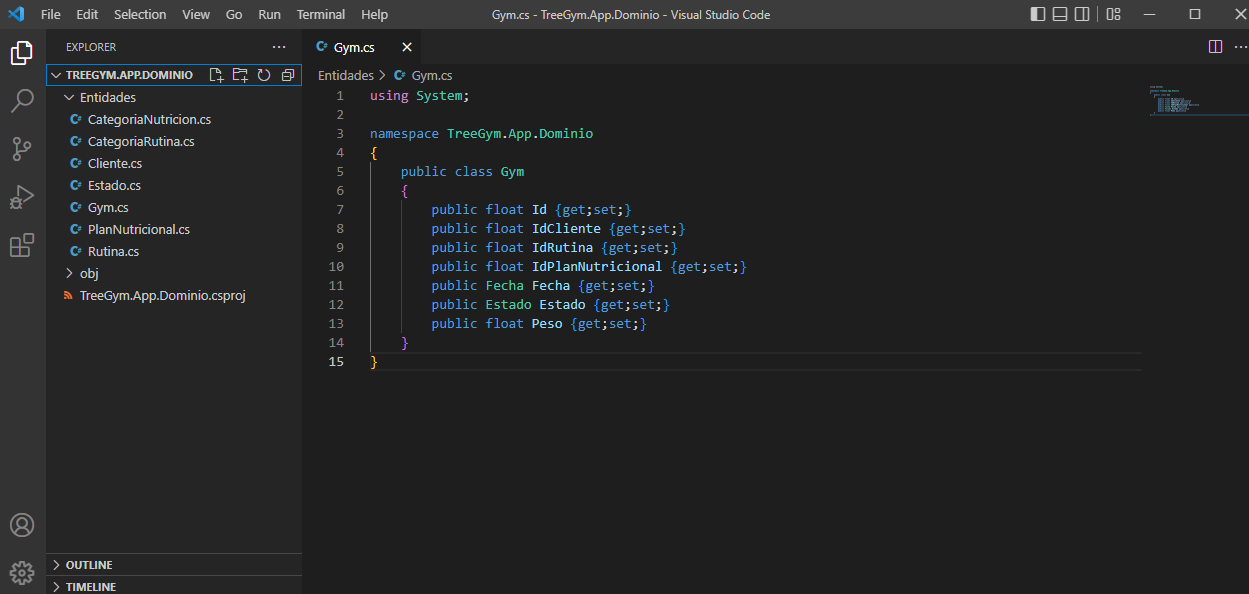 File Edit Selection View Go Run Terminal Help Gym.cs - TreeGym.App.Dominio - Visual Studio Code
EXPLORER ...
Gym.cs
TREEGYM.APP.DOMINIO
Entidades > Gym.cs
Entidades
CategoriaNutricion.cs
CategoriaRutina.cs
Cliente.cs
Estado.cs
Gym.cs
PlanNutricional.cs
Rutina.cs
obj
TreeGym.App.Dominio.csproj
OUTLINE
TIMELINE
1 using System;
2
3 namespace TreeGym.App.Dominio
4 {
5 public class Gym
6 {
7 public float Id {get;set;}
8 public float IdCliente {get;set;}
9 public float IdRutina {get;set;}
10 public float IdPlanNutricional {get;set;}
11 public Fecha Fecha {get;set;}
12 public Estado Estado {get;set;}
13 public float Peso {get;set;}
14 }
15 }